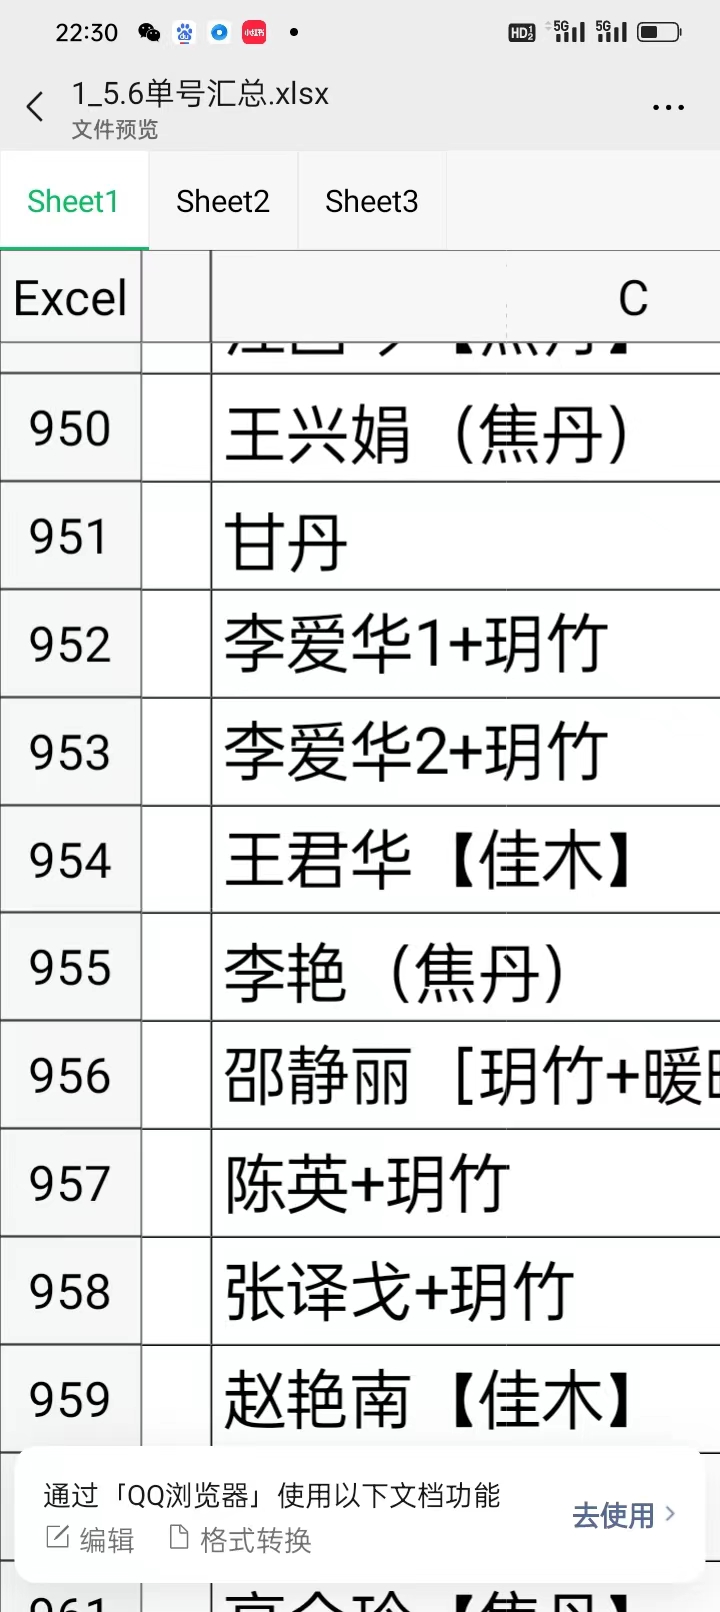 22:30
1_5.6单号汇总.xlsx
文件预览
Sheet1 Sheet2 Sheet3
Excel C
950 王兴娟（焦丹）
951 甘丹
952 李爱华1+玥竹
953 李爱华2+玥竹
954 王君华【佳木】
955 李艳（焦丹）
956 邵静丽［玥竹+暖
957 陈英+玥竹
958 张译戈+玥竹
959 赵艳南【佳木】
通过「QQ浏览器」使用以下文档功能
编辑 格式转换 去使用
961